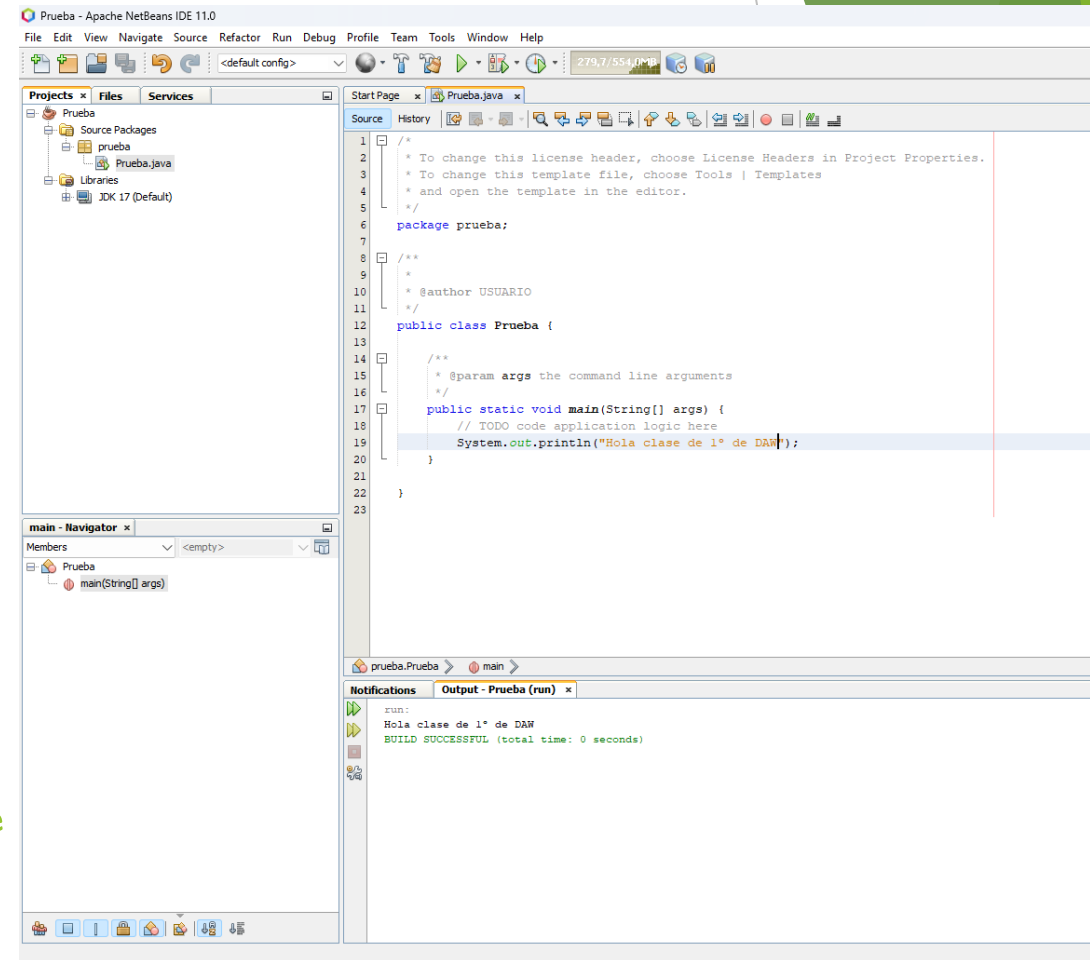 Prueba - Apache NetBeans IDE 11.0
File Edit View Navigate Source Refactor Run Debug Profile Team Tools Window Help
<default config>
279,7/554,0MB
Projects × Files Services
Prueba
Source Packages
prueba
Prueba.java
Libraries
JDK 17 (Default)
Start Page × Prueba.java ×
Source History
1 /*
2 * To change this license header, choose License Headers in Project Properties.
3 * To change this template file, choose Tools | Templates
4 * and open the template in the editor.
5 */
6 package prueba;
7
8 /**
9 *
10 * @author USUARIO
11 */
12 public class Prueba {
13
14 /**
15 * @param args the command line arguments
16 */
17 public static void main(String[] args) {
18 // TODO code application logic here
19 System.out.println("Hola clase de 1º de DAW");
20 }
21
22 }
23
main - Navigator ×
Members <empty>
Prueba
main(String[] args)
prueba.Prueba main
Notifications Output - Prueba (run) ×
run:
Hola clase de 1º de DAW
BUILD SUCCESSFUL (total time: 0 seconds)
e